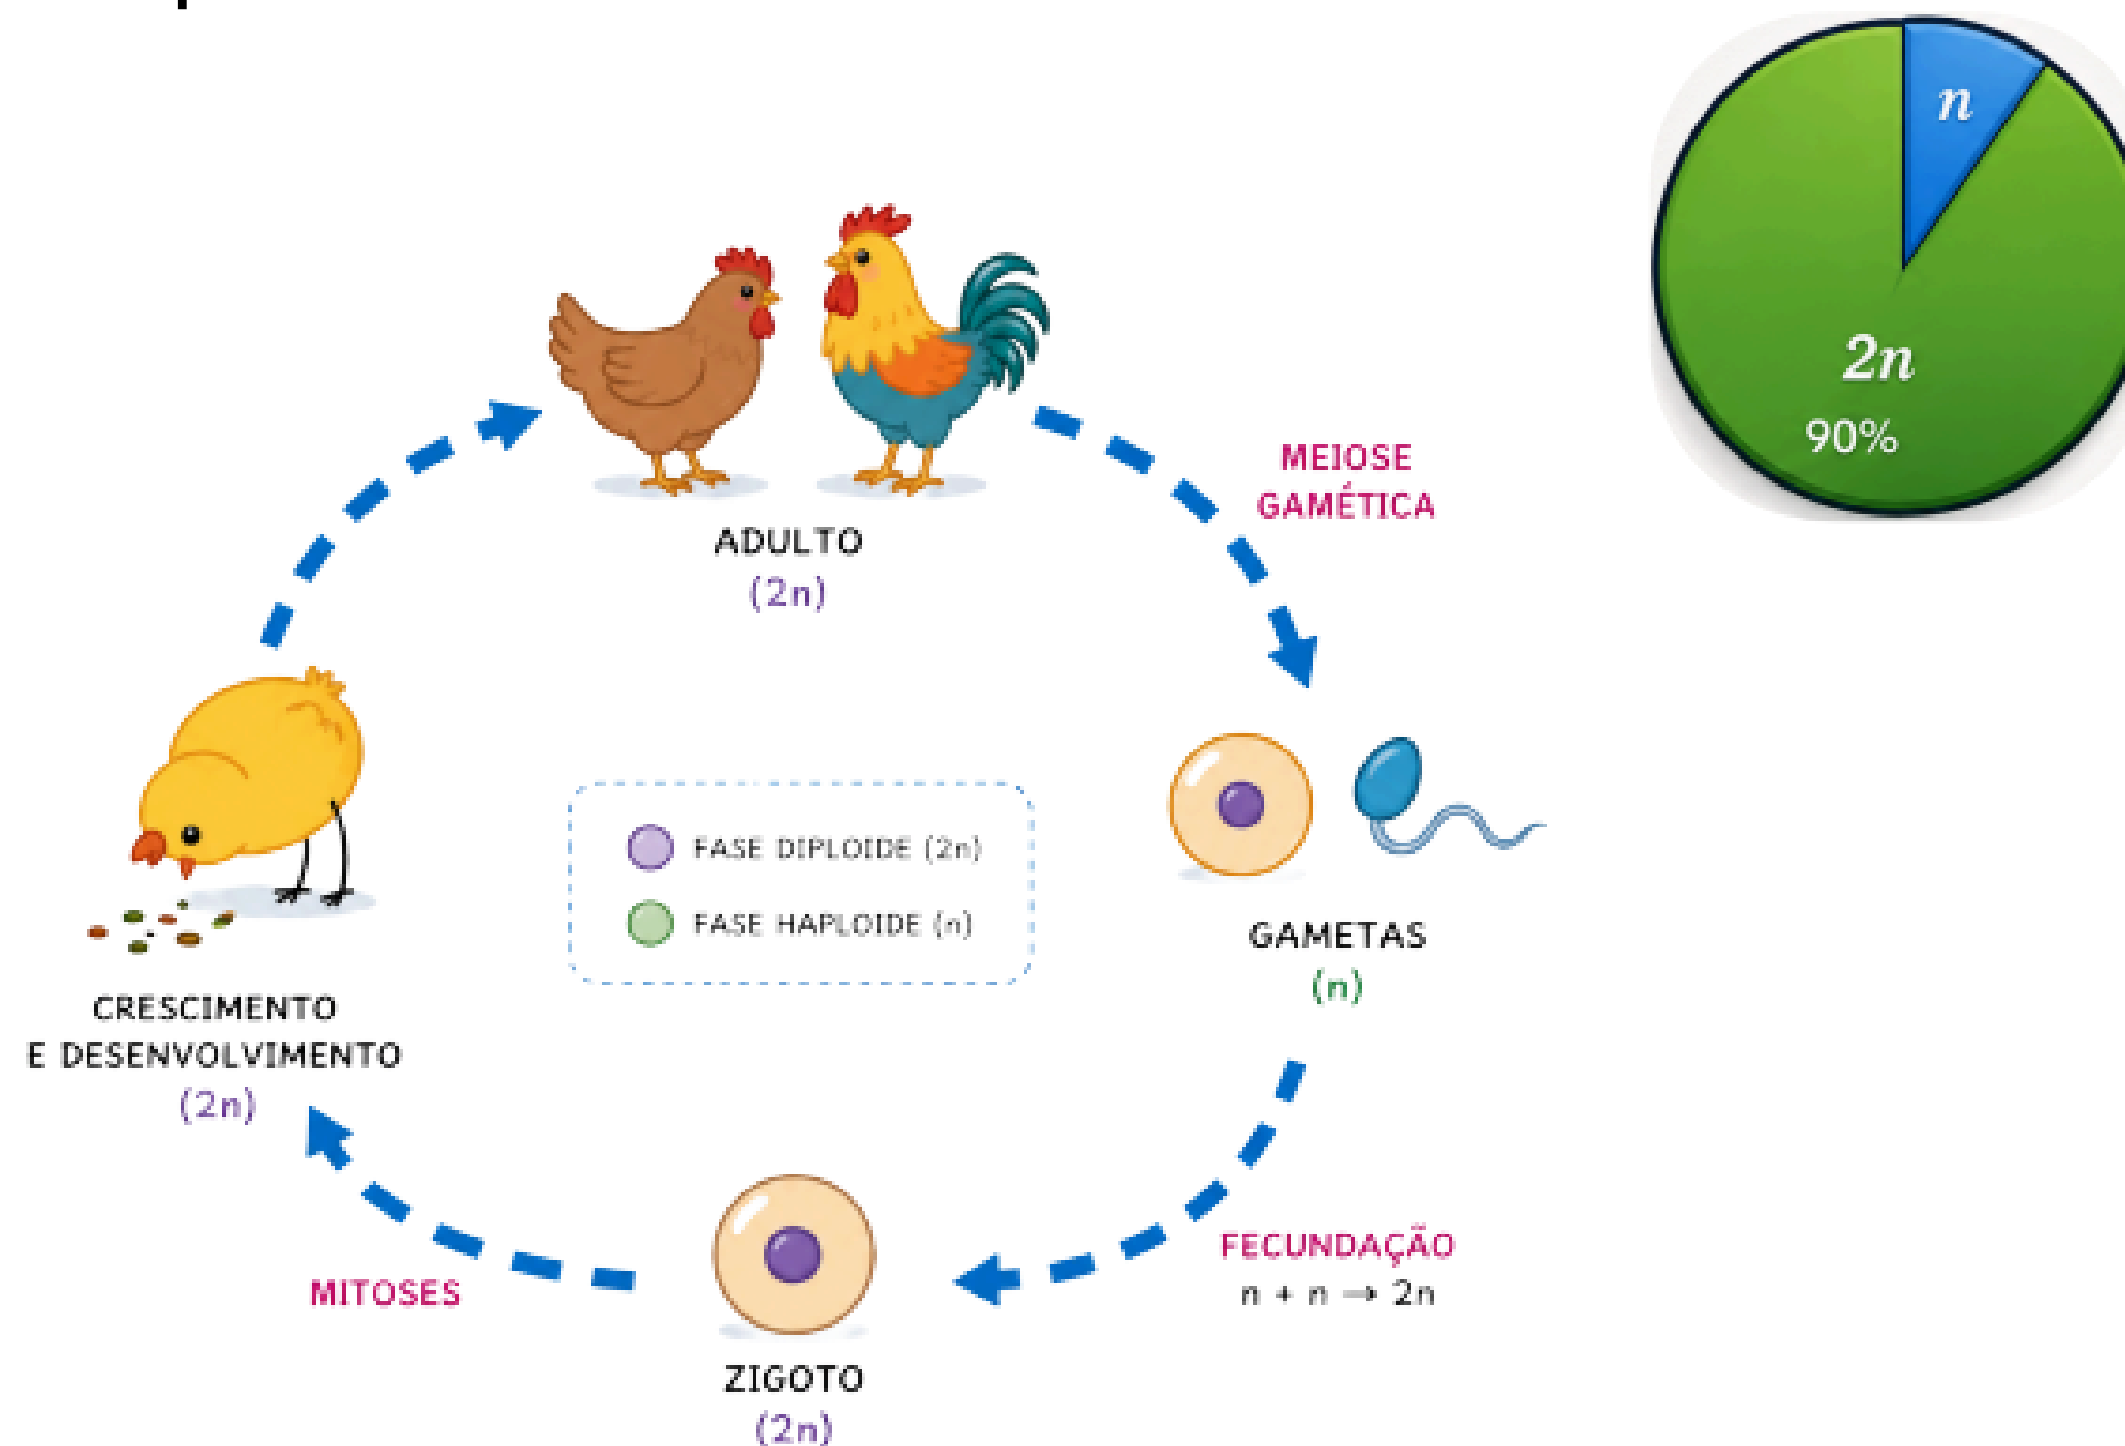 n
2n
90%
MEIOSE
GAMÉTICA
ADULTO
(2n)
FASE DIPLOIDE (2n)
FASE HAPLOIDE (n)
GAMETAS
(n)
CRESCIMENTO
E DESENVOLVIMENTO
(2n)
FECUNDAÇÃO
n + n → 2n
MITOSES
ZIGOTO
(2n)